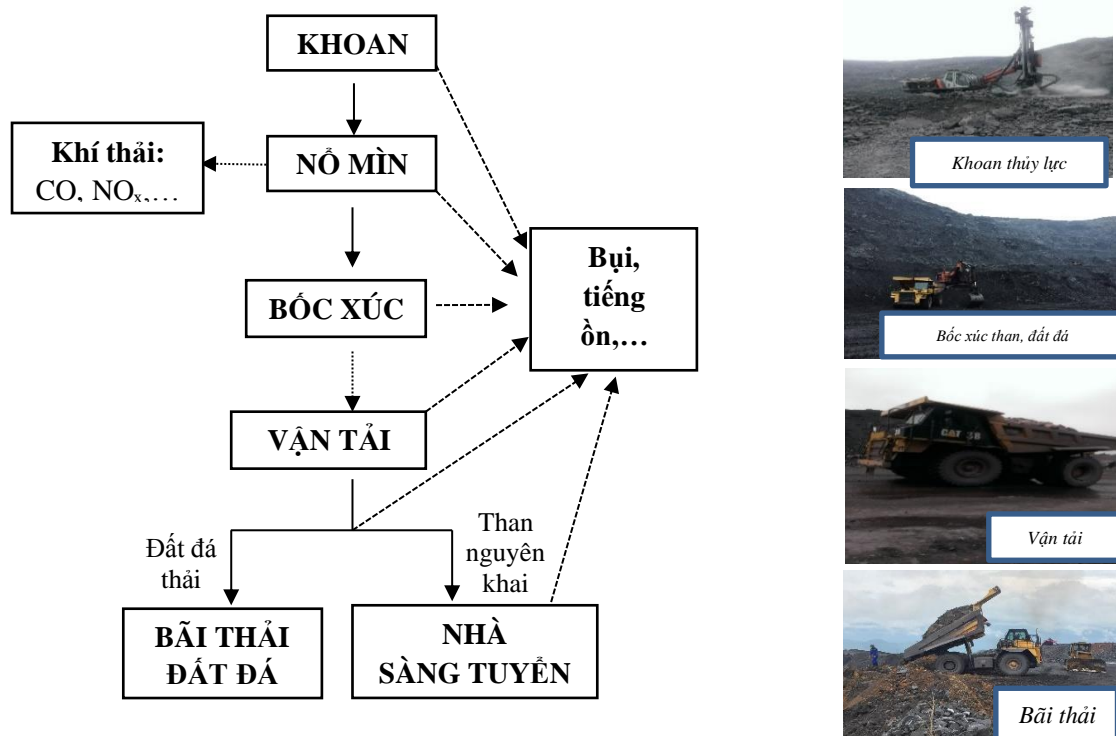 KHOAN
Khí thải:
CO, NOₓ,…
NỔ MÌN
BỐC XÚC
Bụi,
tiếng
ồn,…
VẬN TẢI
Đất đá
thải
Than
nguyên
khai
BÃI THẢI
ĐẤT ĐÁ
NHÀ
SÀNG TUYỂN
Khoan thủy lực
Bốc xúc than, đất đá
CAT
Vận tải
Bãi thải